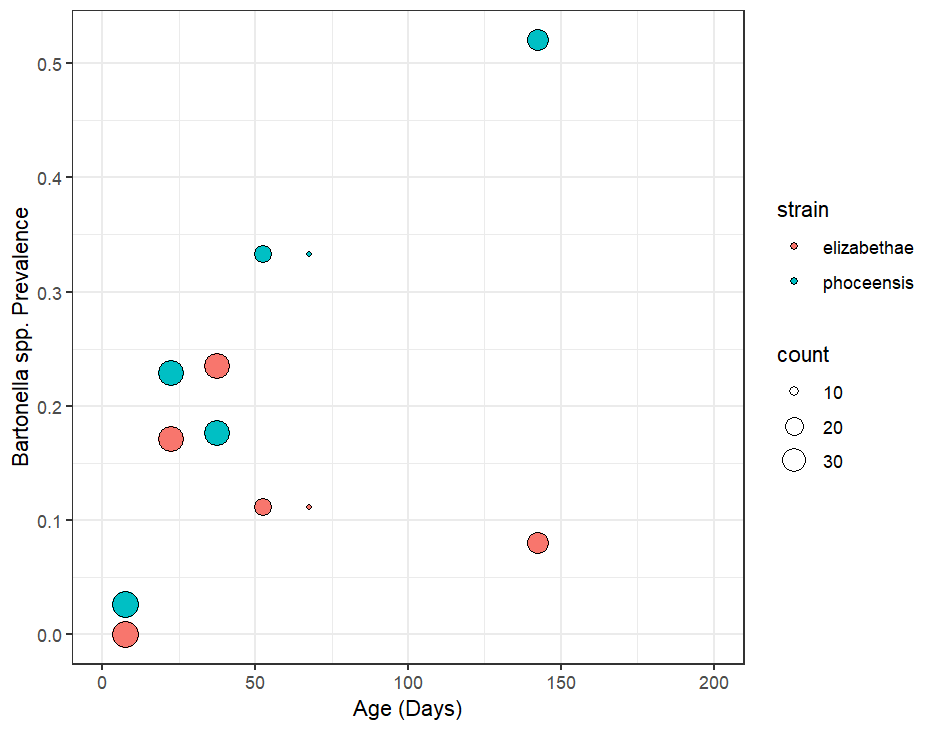 Bartonella spp. Prevalence
0.5
0.4
0.3
0.2
0.1
0.0
0 50 100 150 200
Age (Days)
strain
elizabethae
phoceensis
count
10
20
30